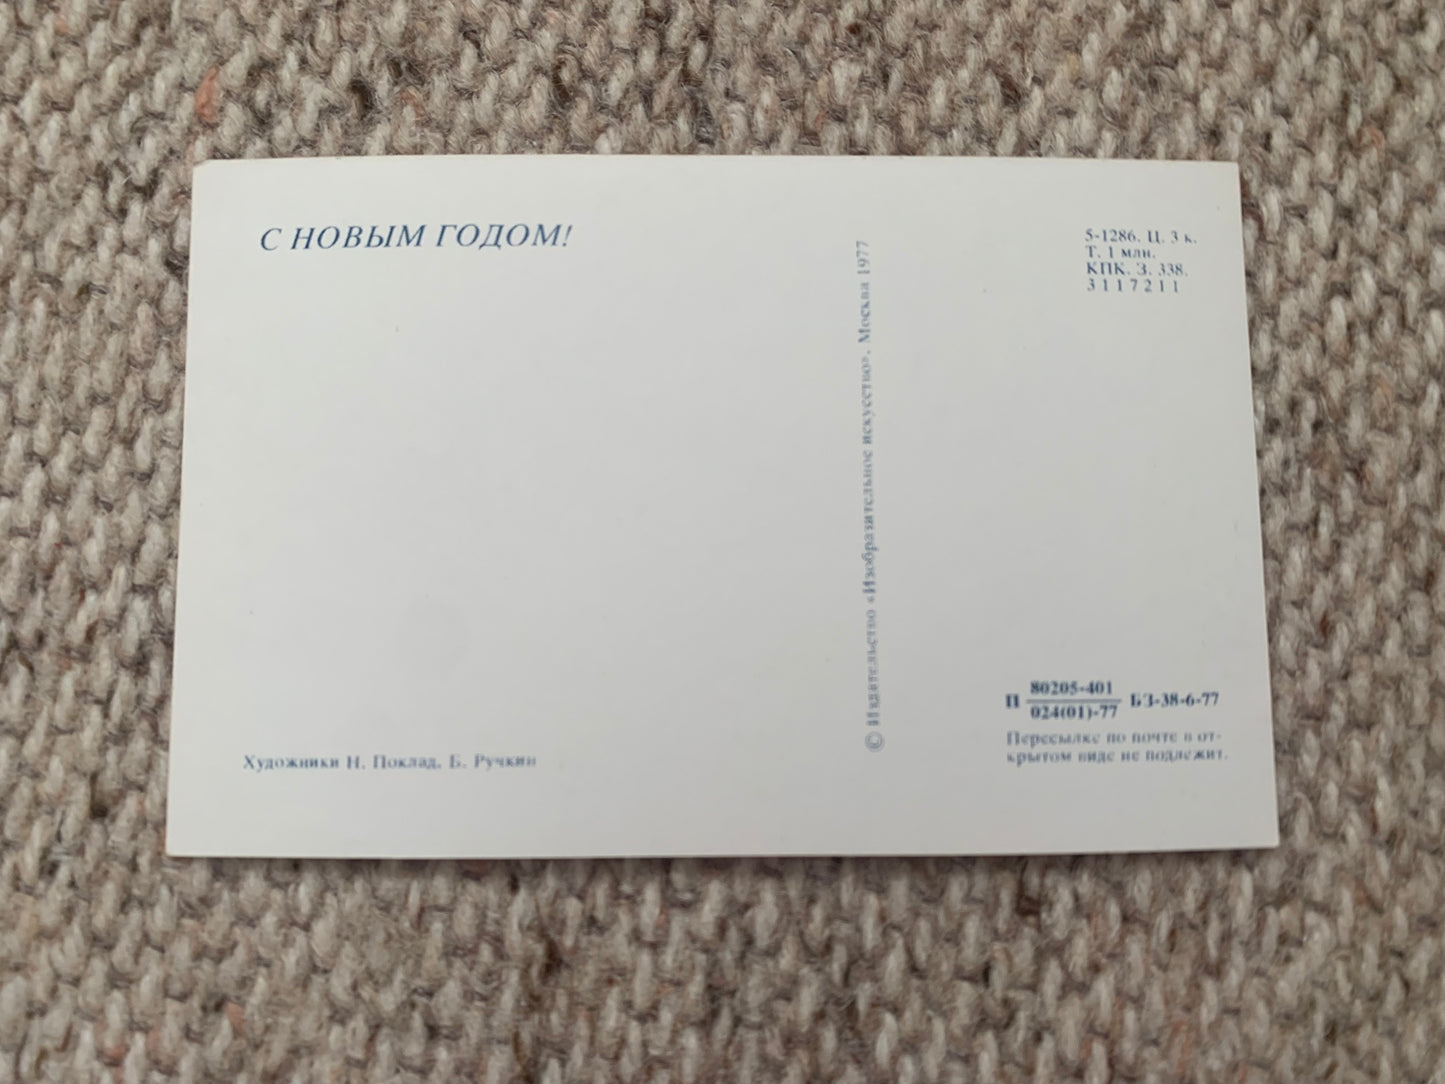 С НОВЫМ ГОДОМ!
Художники Н. Поклад, Б. Ручкин
© Издательство «Изобразительное искусство». Москва 1977
5-1286. Ц. 3 к.
Т. 1 млн.
КПК. З. 338.
3117211
П 80205-401 БЗ-38-6-77
024(01)-77
Пересылке по почте в от-
крытом виде не подлежит.